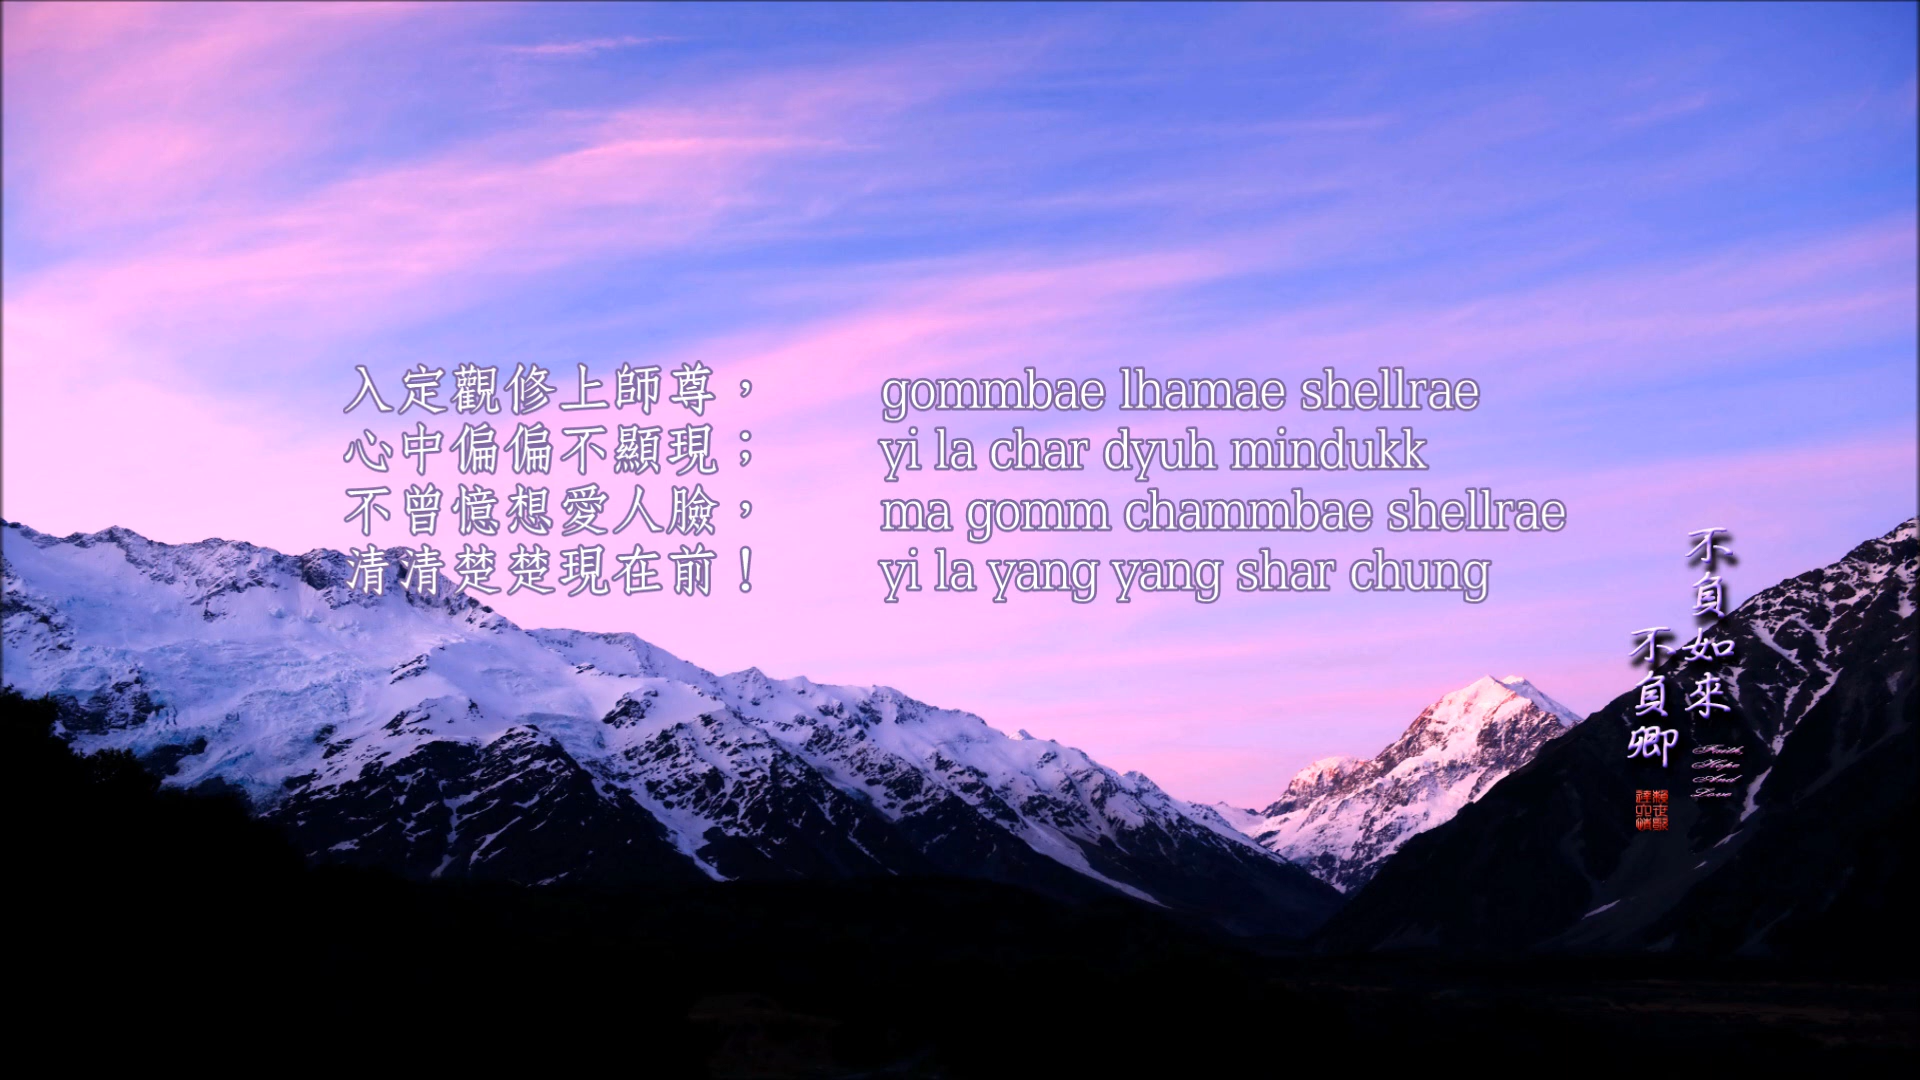 入定觀修上師尊，
心中偏偏不顯現；
不曾憶想愛人臉，
清清楚楚現在前！
gommbae lhamae shellrae
yi la char dyuh mindukk
ma gomm chammbae shellrae
yi la yang yang shar chung
不負如來
不負卿
Faith,
Hope
And
Love